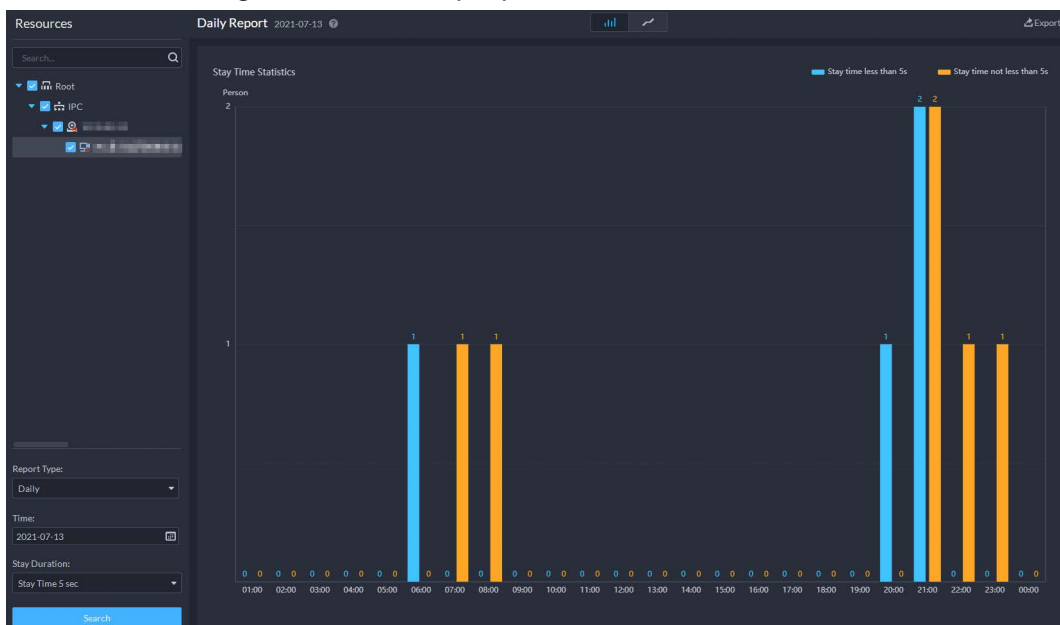 Resources
Daily Report 2021-07-13
Export
Search...
Root
IPC
Report Type:
Daily
Time:
2021-07-13
Stay Duration:
Stay Time 5 sec
Search
Stay Time Statistics
Stay time less than 5s Stay time not less than 5s
Person
2
2 2
1
1 1 1 1 1 1
0 0 0 0 0 0 0 0 0 0 0 0 0 0 0 0 0 0 0 0 0 0 0 0 0 0 0 0 0 0 0 0 0 0 0 0 0 0 0 0
01:00 02:00 03:00 04:00 05:00 06:00 07:00 08:00 09:00 10:00 11:00 12:00 13:00 14:00 15:00 16:00 17:00 18:00 19:00 20:00 21:00 22:00 23:00 00:00